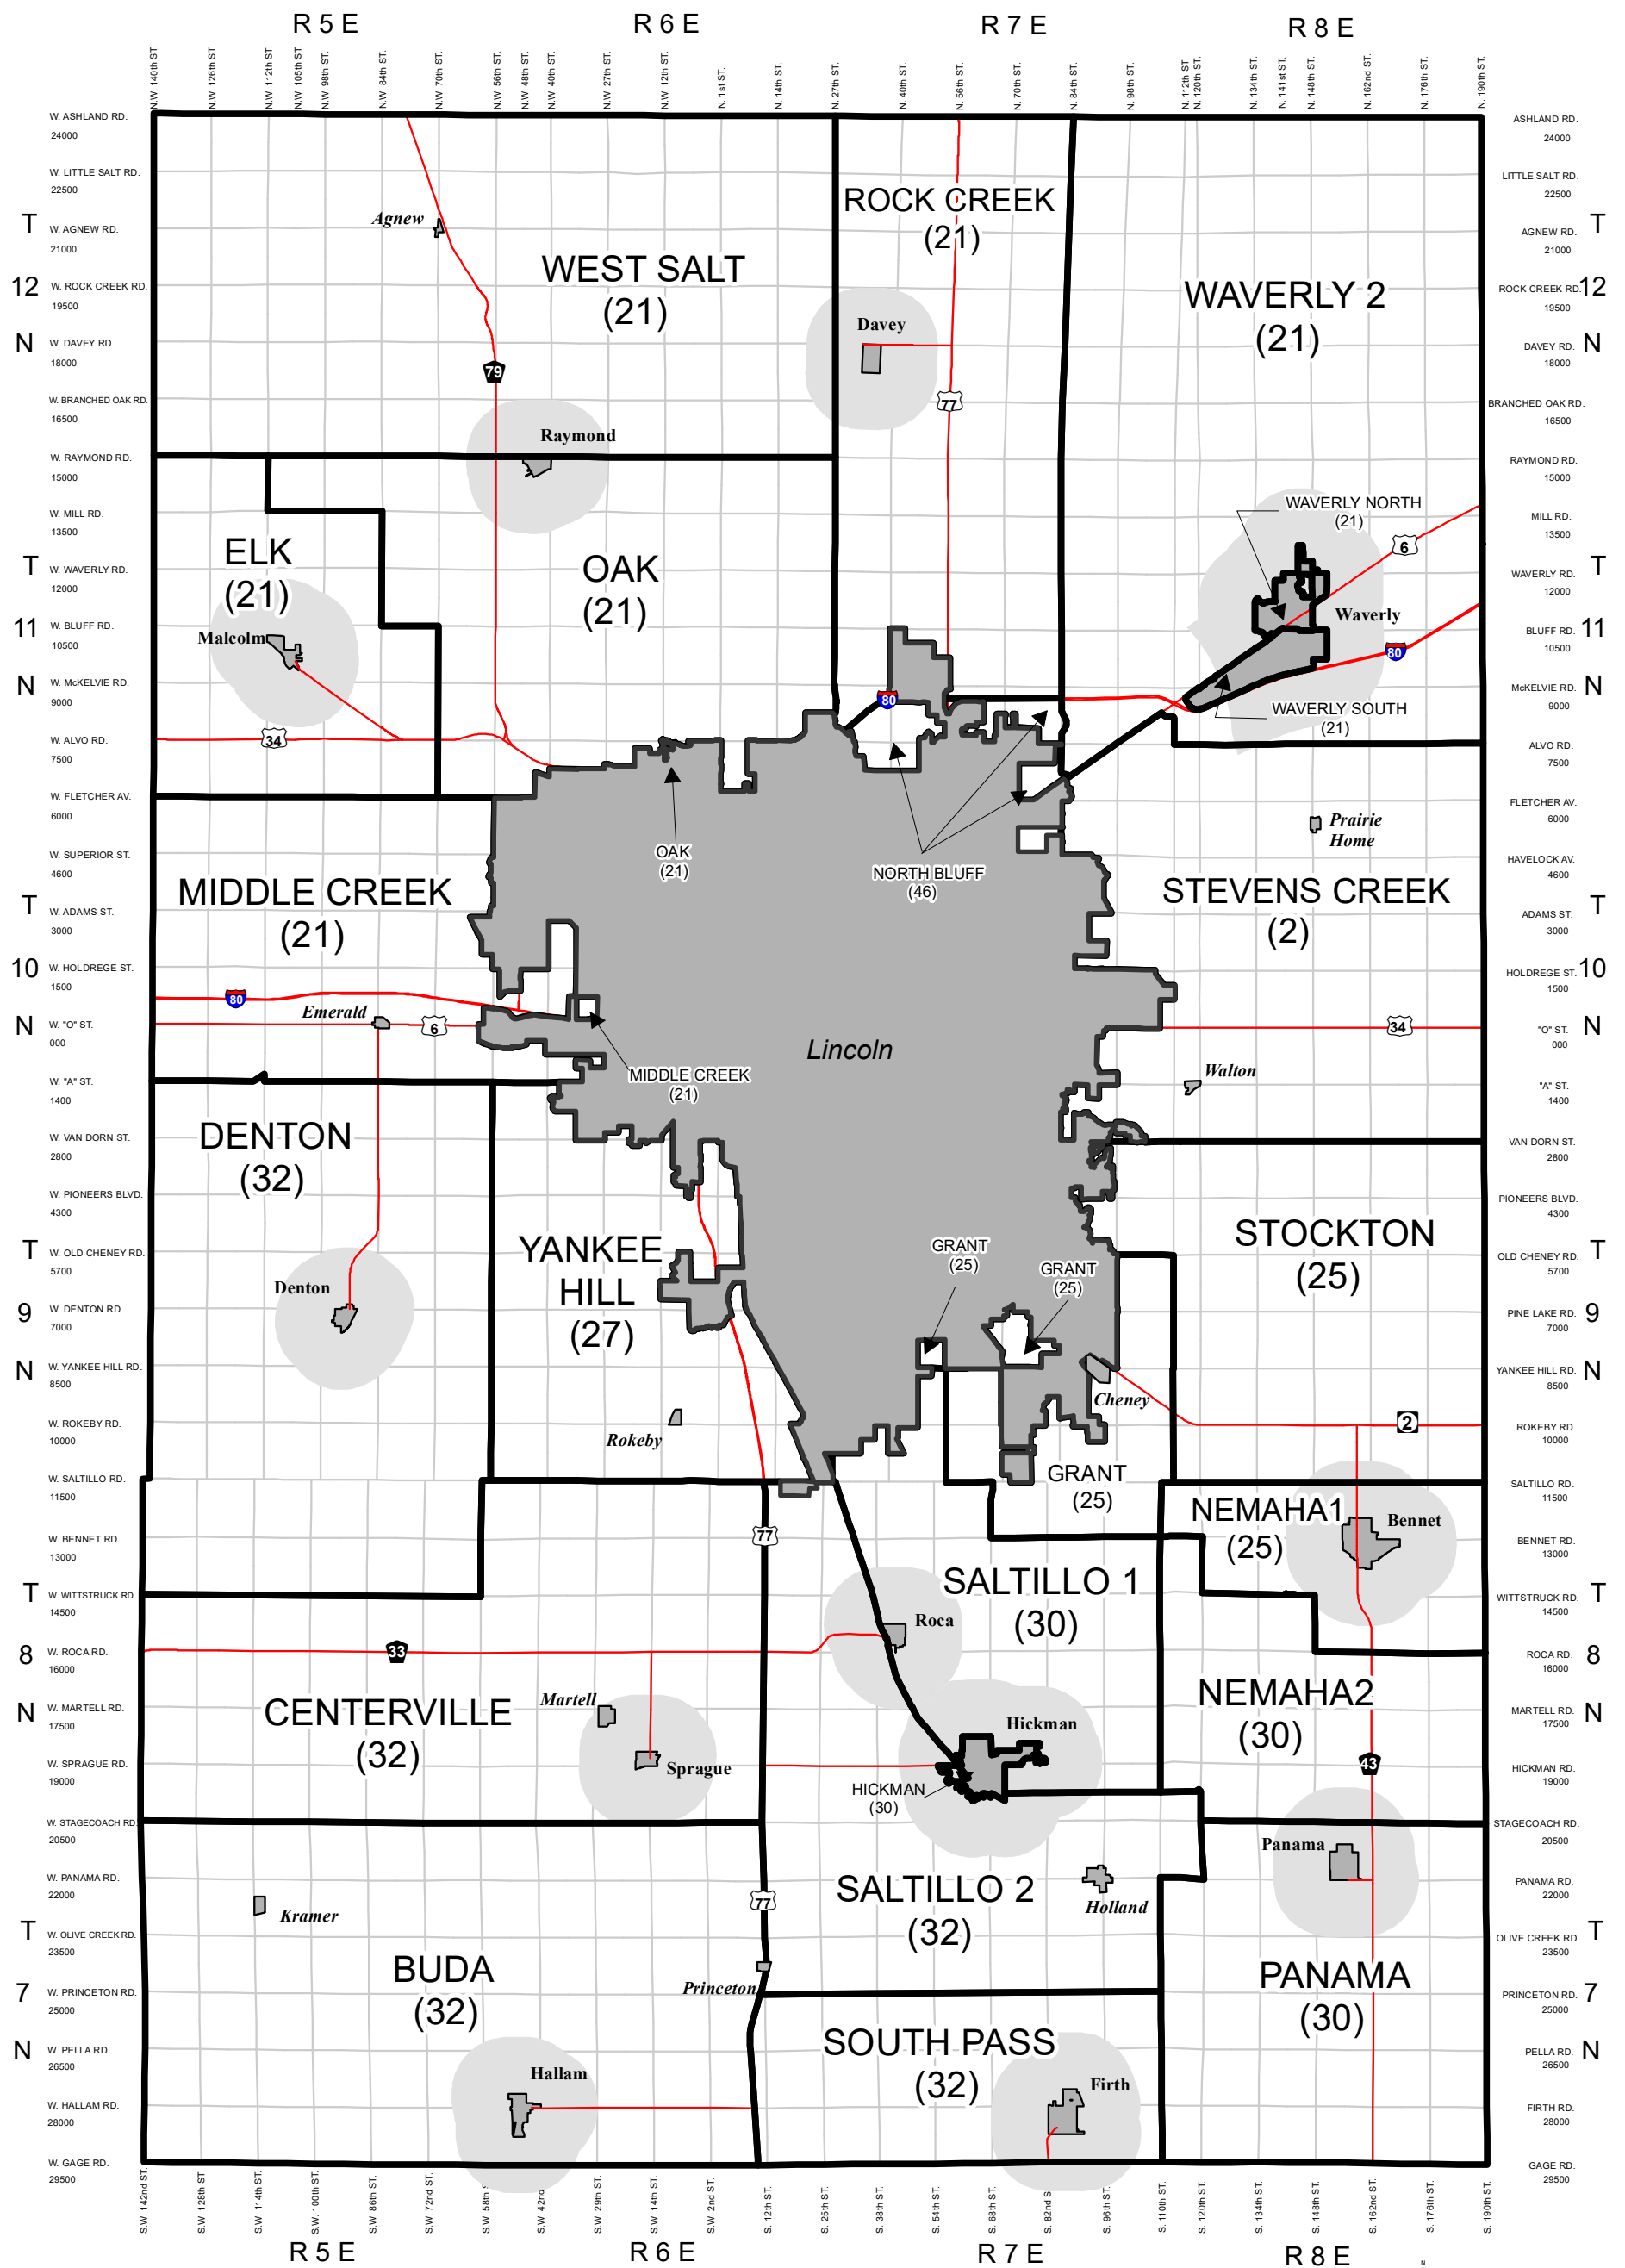 R 5 E
R 6 E
R 7 E
R 8 E
N.W. 140th ST.
N.W. 126th ST.
N.W. 112th ST.
N.W. 105th ST.
N.W. 98th ST.
N.W. 84th ST.
N.W. 70th ST.
N.W. 56th ST.
N.W. 48th ST.
N.W. 40th ST.
N.W. 27th ST.
N.W. 12th ST.
N. 1st ST.
N. 14th ST.
N. 27th ST.
N. 40th ST.
N. 56th ST.
N. 70th ST.
N. 84th ST.
N. 98th ST.
N. 112th ST.
N. 120th ST.
N. 134th ST.
N. 141st ST.
N. 148th ST.
N. 162nd ST.
N. 176th ST.
N. 190th ST.
W. ASHLAND RD.
24000
W. LITTLE SALT RD.
22500
W. AGNEW RD.
21000
W. ROCK CREEK RD.
19500
W. DAVEY RD.
18000
W. BRANCHED OAK RD.
16500
W. RAYMOND RD.
15000
W. MILL RD.
13500
W. WAVERLY RD.
12000
W. BLUFF RD.
10500
W. McKELVIE RD.
9000
W. ALVO RD.
7500
W. FLETCHER AV.
6000
W. SUPERIOR ST.
4600
W. ADAMS ST.
3000
W. HOLDREGE ST.
1500
W. "O" ST.
000
W. "A" ST.
1400
W. VAN DORN ST.
2800
W. PIONEERS BLVD.
4300
W. OLD CHENEY RD.
5700
W. DENTON RD.
7000
W. YANKEE HILL RD.
8500
W. ROKEBY RD.
10000
W. SALTILLO RD.
11500
W. BENNET RD.
13000
W. WITTSTRUCK RD.
14500
W. ROCA RD.
16000
W. MARTELL RD.
17500
W. SPRAGUE RD.
19000
W. STAGECOACH RD.
20500
W. PANAMA RD.
22000
W. OLIVE CREEK RD.
23500
W. PRINCETON RD.
25000
W. PELLA RD.
26500
W. HALLAM RD.
28000
W. GAGE RD.
29500
T
12
N
T
11
N
T
10
N
T
9
N
T
8
N
T
7
N
Agnew
WEST SALT
(21)
ROCK CREEK
(21)
WAVERLY 2
(21)
Davey
79
77
Raymond
ELK
(21)
OAK
(21)
Malcolm
34
WAVERLY NORTH
(21)
6
Waverly
80
WAVERLY SOUTH
(21)
80
Prairie
Home
OAK
(21)
NORTH BLUFF
(46)
MIDDLE CREEK
(21)
STEVENS CREEK
(2)
80
Emerald
6
34
Lincoln
MIDDLE CREEK
(21)
Walton
DENTON
(32)
YANKEE
HILL
(27)
STOCKTON
(25)
GRANT
(25)
GRANT
(25)
Denton
Cheney
2
Rokeby
GRANT
(25)
77
NEMAHA1
(25)
Bennet
SALTILLO 1
(30)
Roca
33
CENTERVILLE
(32)
Martell
Sprague
Hickman
HICKMAN
(30)
NEMAHA2
(30)
43
Panama
SALTILLO 2
(32)
Holland
77
Kramer
BUDA
(32)
Princeton
PANAMA
(30)
SOUTH PASS
(32)
Hallam
Firth
ASHLAND RD.
24000
LITTLE SALT RD.
22500
AGNEW RD.
21000
ROCK CREEK RD.
19500
DAVEY RD.
18000
BRANCHED OAK RD.
16500
RAYMOND RD.
15000
MILL RD.
13500
WAVERLY RD.
12000
BLUFF RD.
10500
McKELVIE RD.
9000
ALVO RD.
7500
FLETCHER AV.
6000
HAVELOCK AV.
4600
ADAMS ST.
3000
HOLDREGE ST.
1500
"O" ST.
000
"A" ST.
1400
VAN DORN ST.
2800
PIONEERS BLVD.
4300
OLD CHENEY RD.
5700
PINE LAKE RD.
7000
YANKEE HILL RD.
8500
ROKEBY RD.
10000
SALTILLO RD.
11500
BENNET RD.
13000
WITTSTRUCK RD.
14500
ROCA RD.
16000
MARTELL RD.
17500
HICKMAN RD.
19000
STAGECOACH RD.
20500
PANAMA RD.
22000
OLIVE CREEK RD.
23500
PRINCETON RD.
25000
PELLA RD.
26500
FIRTH RD.
28000
GAGE RD.
29500
T
12
N
T
11
N
T
10
N
T
9
N
T
8
N
T
7
N
S.W. 142nd ST.
S.W. 128th ST.
S.W. 114th ST.
S.W. 100th ST.
S.W. 86th ST.
S.W. 72nd ST.
S.W. 58th S
S.W. 42nd
S.W. 29th ST.
S.W. 14th ST.
S.W. 2nd ST.
S. 12th ST.
S. 25th ST.
S. 38th ST.
S. 54th ST.
S. 68th ST.
S. 82nd S
S. 96th ST.
S. 110th ST.
S. 120th ST.
S. 134th ST.
S. 148th ST.
S. 162nd ST.
S. 176th ST.
S. 190th ST.
R 5 E
R 6 E
R 7 E
R 8 E